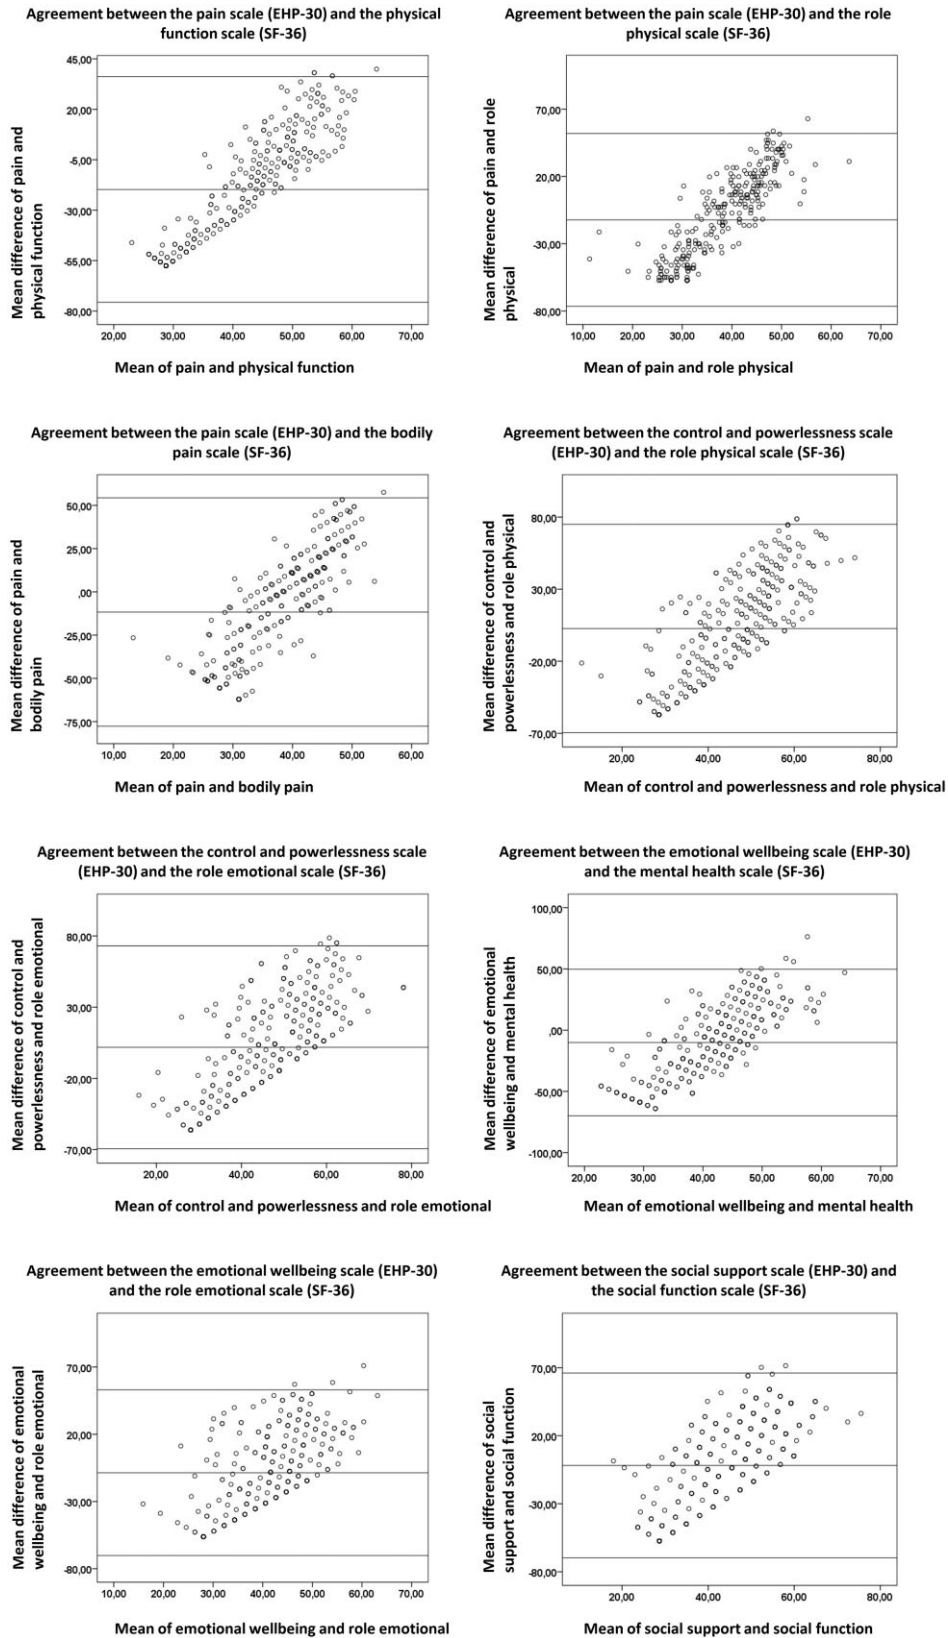 Agreement between the pain scale (EHP-30) and the physical
function scale (SF-36)
Mean difference of pain and
physical function
45,00
20,00
-5,00
-30,00
-55,00
-80,00
20,00 30,00 40,00 50,00 60,00 70,00
Mean of pain and physical function
Agreement between the pain scale (EHP-30) and the role
physical scale (SF-36)
Mean difference of pain and role
physical
70,00
20,00
-30,00
-80,00
10,00 20,00 30,00 40,00 50,00 60,00 70,00
Mean of pain and role physical
Agreement between the pain scale (EHP-30) and the bodily
pain scale (SF-36)
Mean difference of pain and
bodily pain
50,00
25,00
,00
-25,00
-50,00
-75,00
10,00 20,00 30,00 40,00 50,00 60,00
Mean of pain and bodily pain
Agreement between the control and powerlessness scale
(EHP-30) and the role physical scale (SF-36)
Mean difference of control and
powerlessness and role physical
80,00
30,00
-20,00
-70,00
20,00 40,00 60,00 80,00
Mean of control and powerlessness and role physical
Agreement between the control and powerlessness scale
(EHP-30) and the role emotional scale (SF-36)
Mean difference of control and
powerlessness and role emotional
80,00
30,00
-20,00
-70,00
20,00 40,00 60,00 80,00
Mean of control and powerlessness and role emotional
Agreement between the emotional wellbeing scale (EHP-30)
and the mental health scale (SF-36)
Mean difference of emotional
wellbeing and mental health
100,00
50,00
,00
-50,00
-100,00
20,00 30,00 40,00 50,00 60,00 70,00
Mean of emotional wellbeing and mental health
Agreement between the emotional wellbeing scale (EHP-30)
and the role emotional scale (SF-36)
Mean difference of emotional
wellbeing and role emotional
70,00
20,00
-30,00
-80,00
10,00 20,00 30,00 40,00 50,00 60,00 70,00
Mean of emotional wellbeing and role emotional
Agreement between the social support scale (EHP-30) and
the social function scale (SF-36)
Mean difference of social
support and social function
70,00
20,00
-30,00
-80,00
20,00 40,00 60,00 80,00
Mean of social support and social function